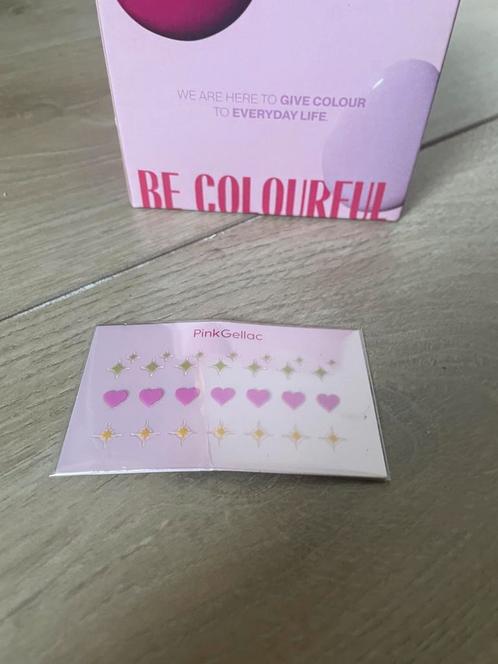 WE ARE HERE TO GIVE COLOUR
TO EVERYDAY LIFE.
BE COLOURFUL
PinkGellac